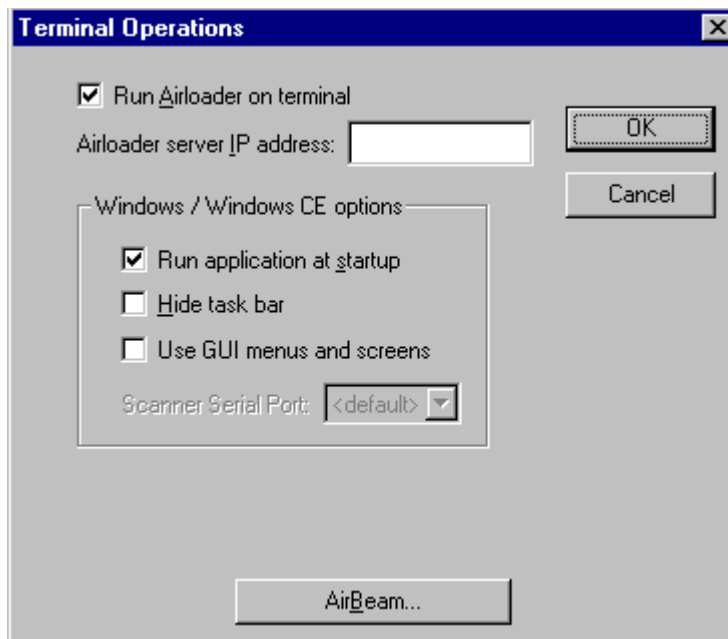 Terminal Operations
Run Airloader on terminal
Airloader server IP address:
OK
Cancel
Windows / Windows CE options
Run application at startup
Hide task bar
Use GUI menus and screens
Scanner Serial Port: <default>
AirBeam...